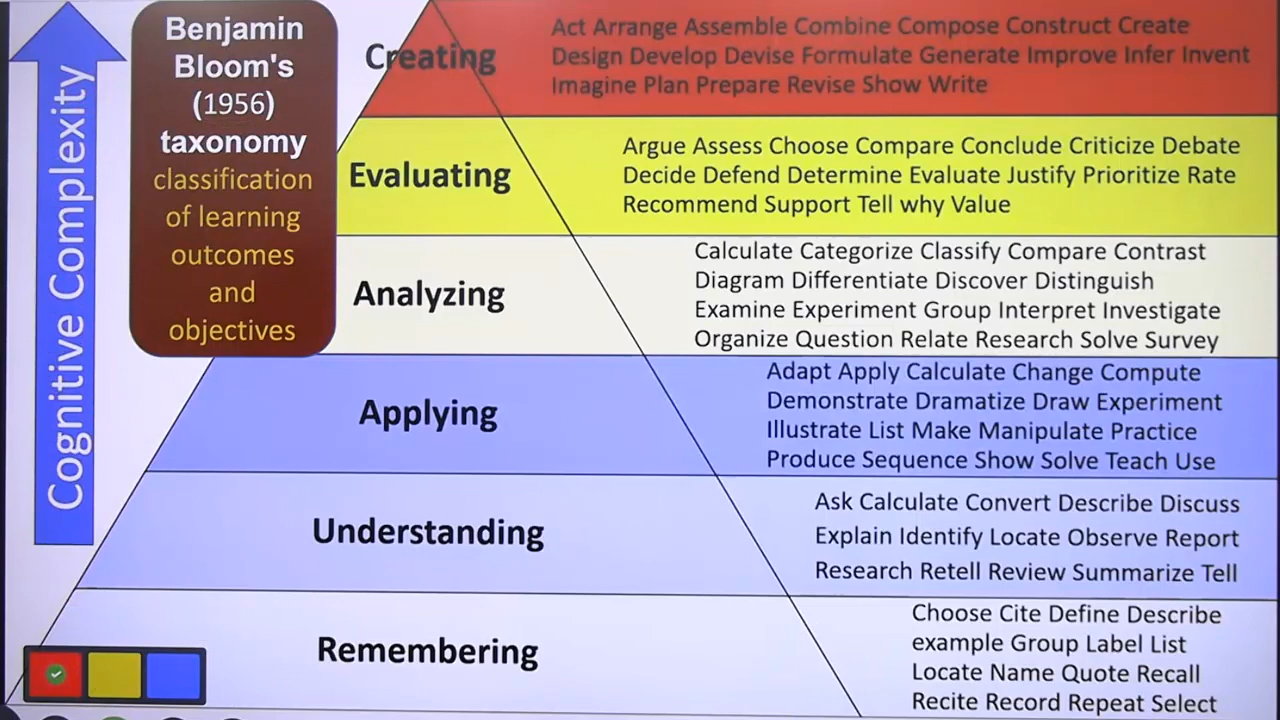 Cognitive Complexity
Benjamin
Bloom's
(1956)
taxonomy
classification
of learning
outcomes
and
objectives
Creating
Act Arrange Assemble Combine Compose Construct Create
Design Develop Devise Formulate Generate Improve Infer Invent
Imagine Plan Prepare Revise Show Write
Evaluating
Argue Assess Choose Compare Conclude Criticize Debate
Decide Defend Determine Evaluate Justify Prioritize Rate
Recommend Support Tell why Value
Analyzing
Calculate Categorize Classify Compare Contrast
Diagram Differentiate Discover Distinguish
Examine Experiment Group Interpret Investigate
Organize Question Relate Research Solve Survey
Applying
Adapt Apply Calculate Change Compute
Demonstrate Dramatize Draw Experiment
Illustrate List Make Manipulate Practice
Produce Sequence Show Solve Teach Use
Understanding
Ask Calculate Convert Describe Discuss
Explain Identify Locate Observe Report
Research Retell Review Summarize Tell
Remembering
Choose Cite Define Describe
example Group Label List
Locate Name Quote Recall
Recite Record Repeat Select